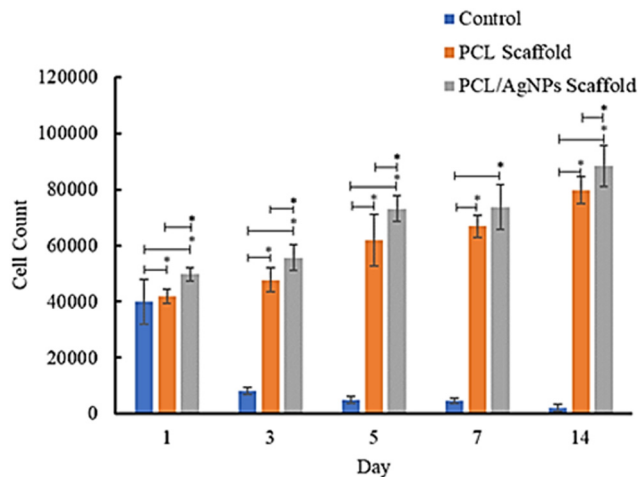 Control
PCL Scaffold
PCL/AgNPs Scaffold
120000
100000
80000
60000
40000
20000
0
Cell Count
* * * * * * * * * * * * * *
1 3 5 7 14
Day